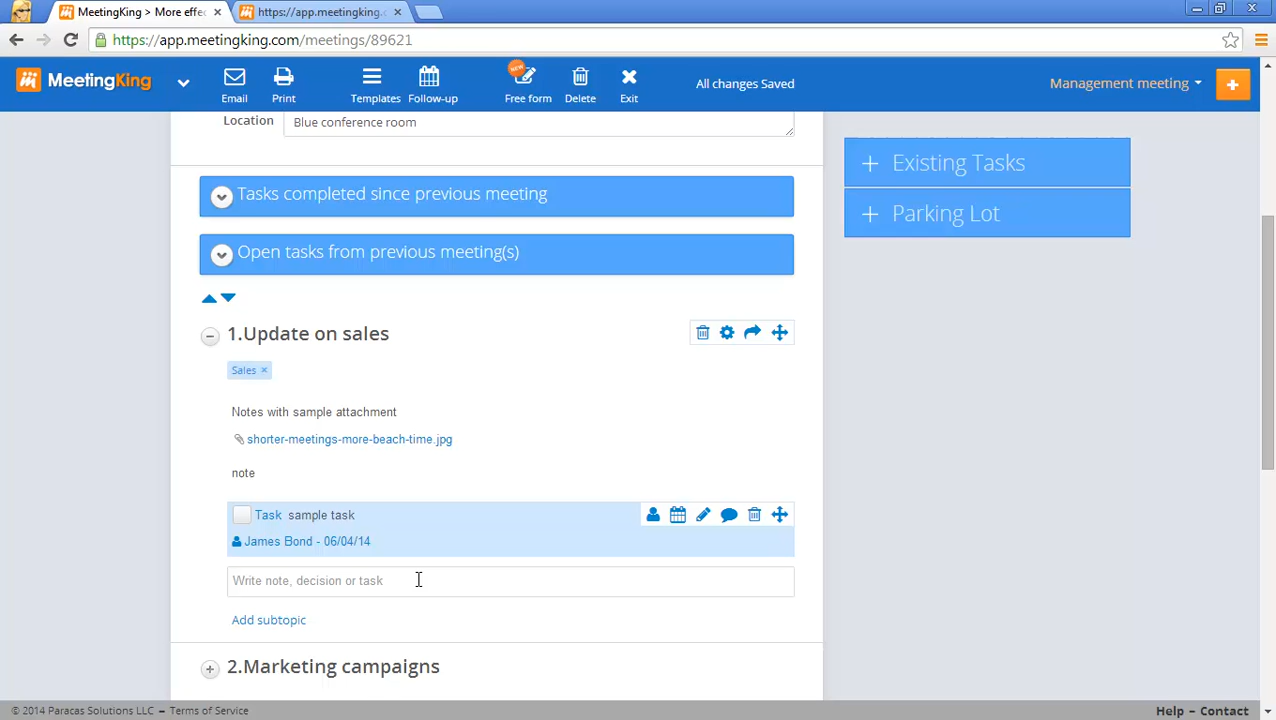 MeetingKing > More effec
https://app.meetingking.com
https://app.meetingking.com/meetings/89621
MeetingKing
Email
Print
Templates
Follow-up
NEW
Free form
Delete
Exit
All changes Saved
Management meeting
Location
Blue conference room
Tasks completed since previous meeting
Open tasks from previous meeting(s)
Existing Tasks
Parking Lot
1.Update on sales
Sales ×
Notes with sample attachment
shorter-meetings-more-beach-time.jpg
note
Task sample task
James Bond - 06/04/14
Write note, decision or task
Add subtopic
2.Marketing campaigns
© 2014 Paracas Solutions LLC – Terms of Service
Help – Contact